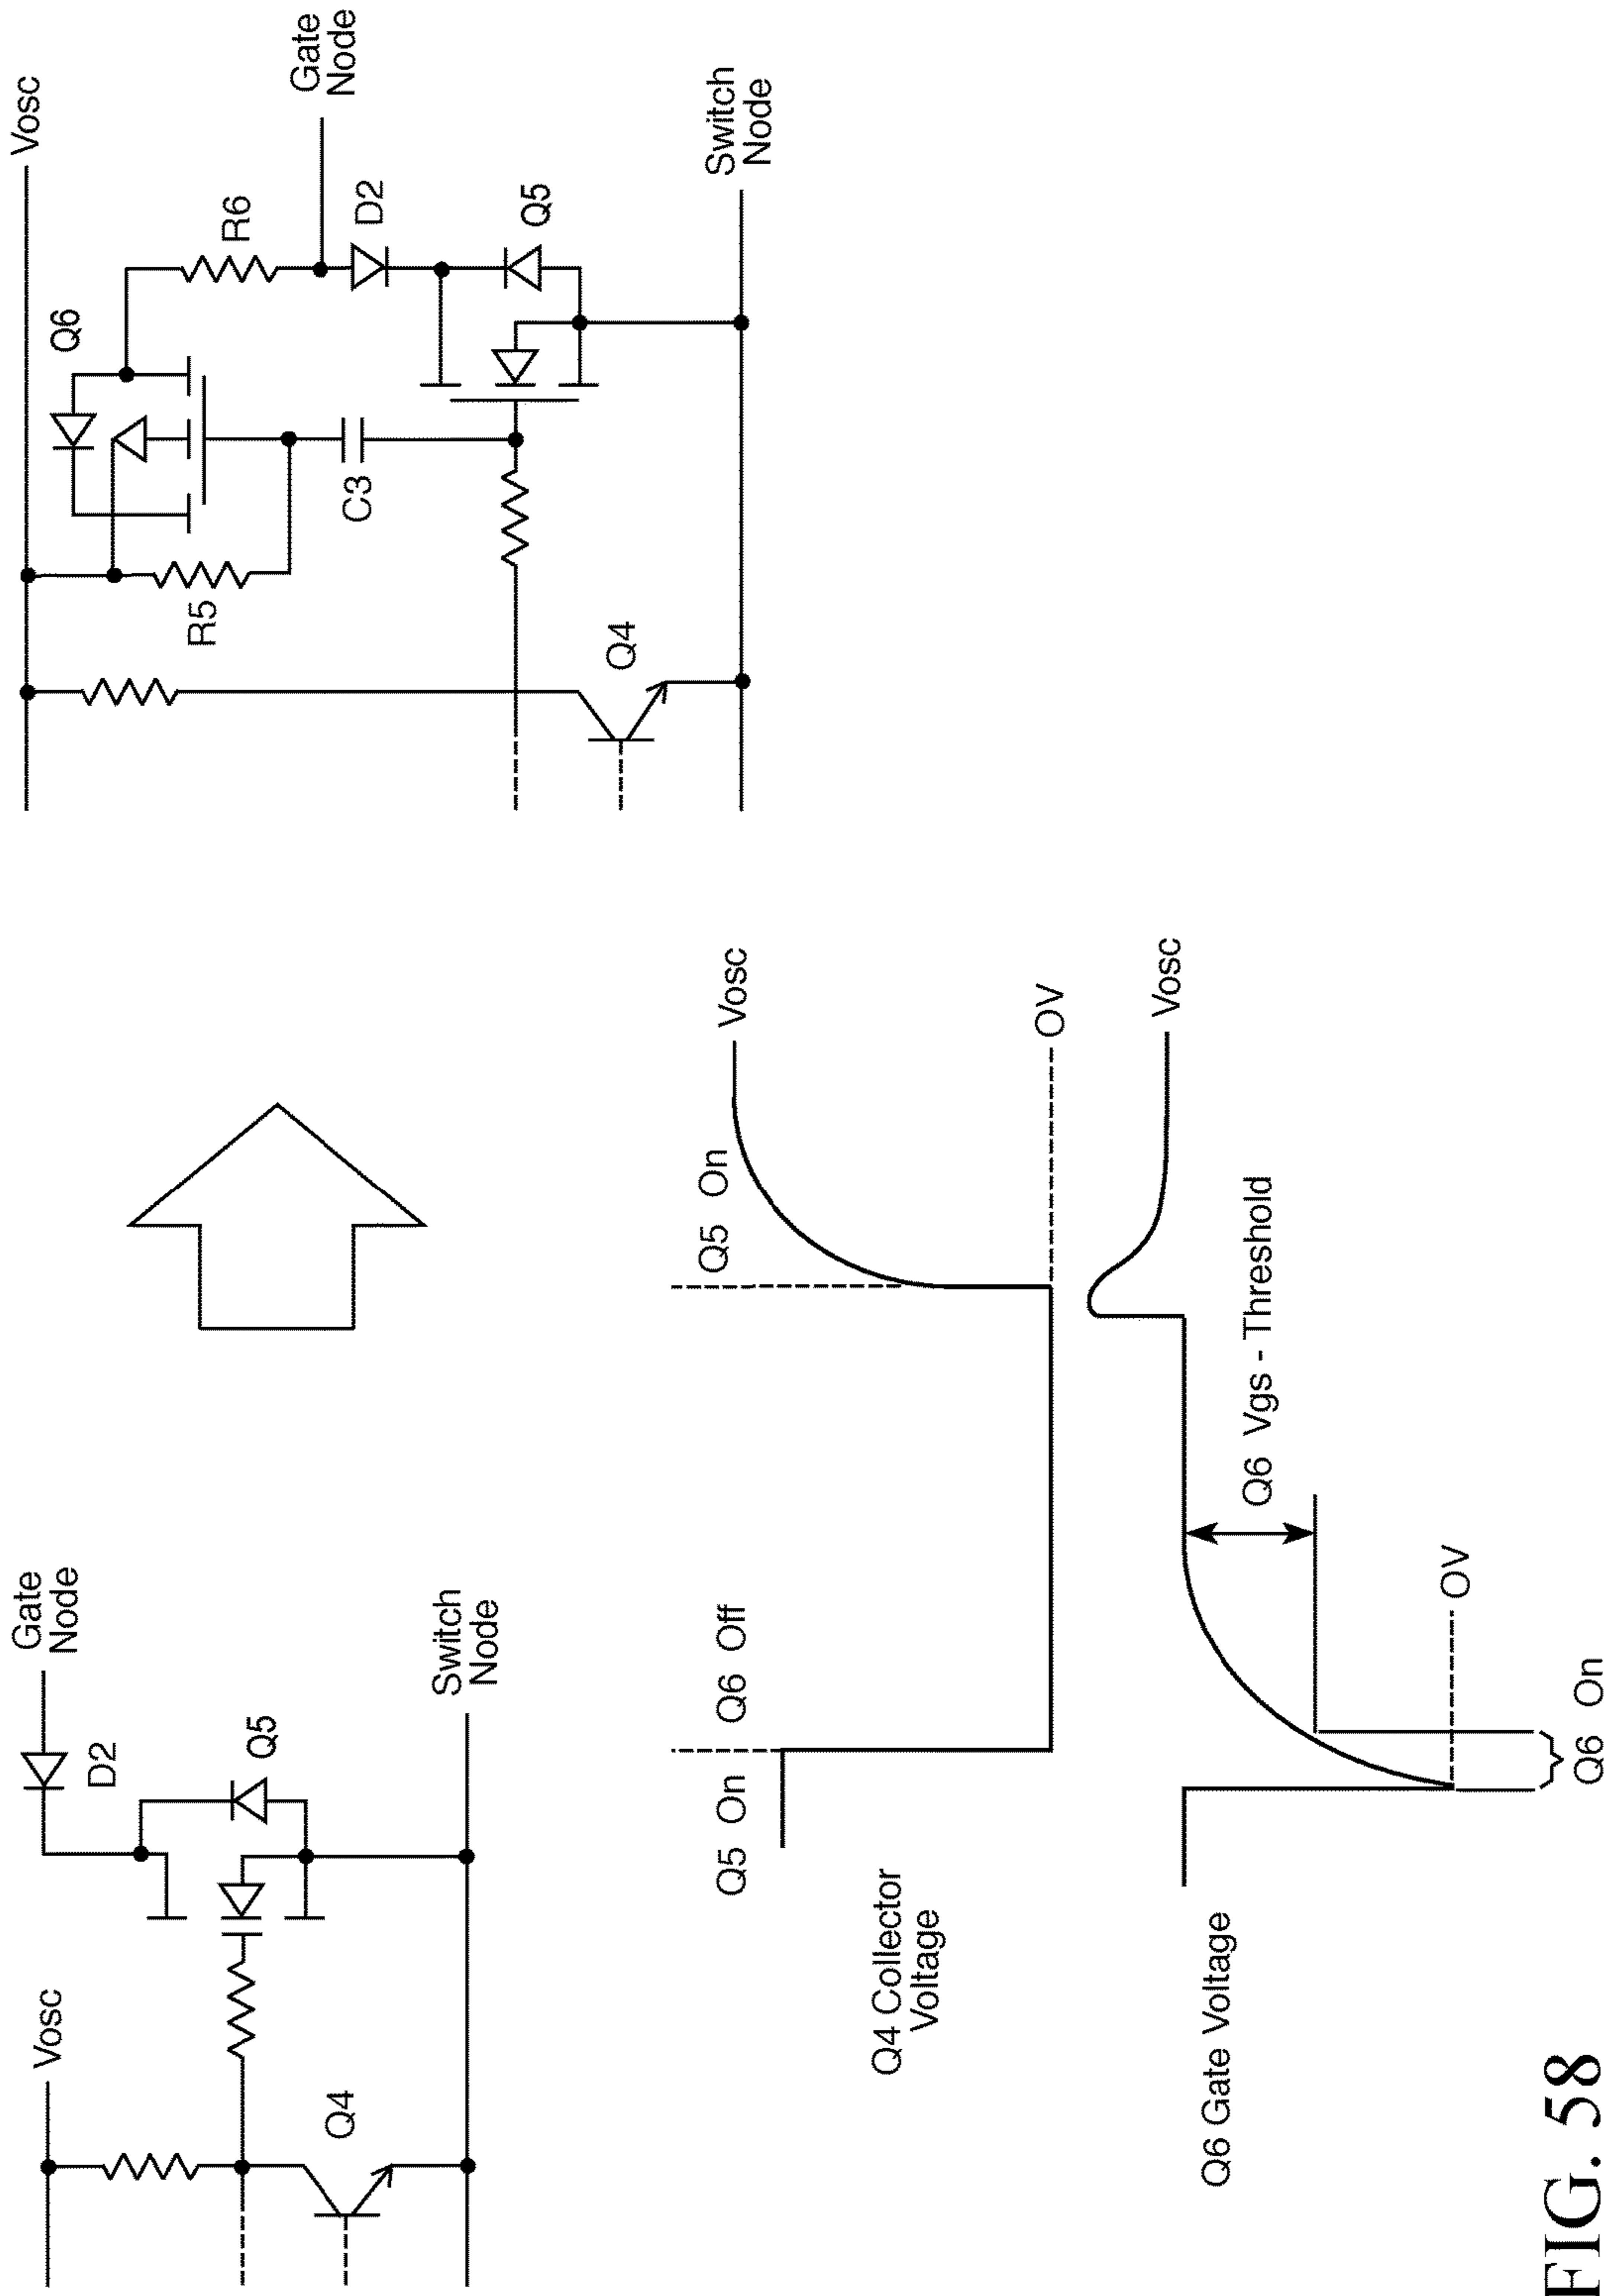 Vosc
Gate
Node
D2
Q5
Q4
Switch
Node
Vosc
Q6
Gate
Node
R6
D2
R5
C3
Q5
Q4
Switch
Node
Q5 On
Q6 Off
Q5 On
Vosc
Q4 Collector
Voltage
OV
Q6 Gate Voltage
Vosc
Q6 Vgs - Threshold
OV
Q6 On
FIG. 58